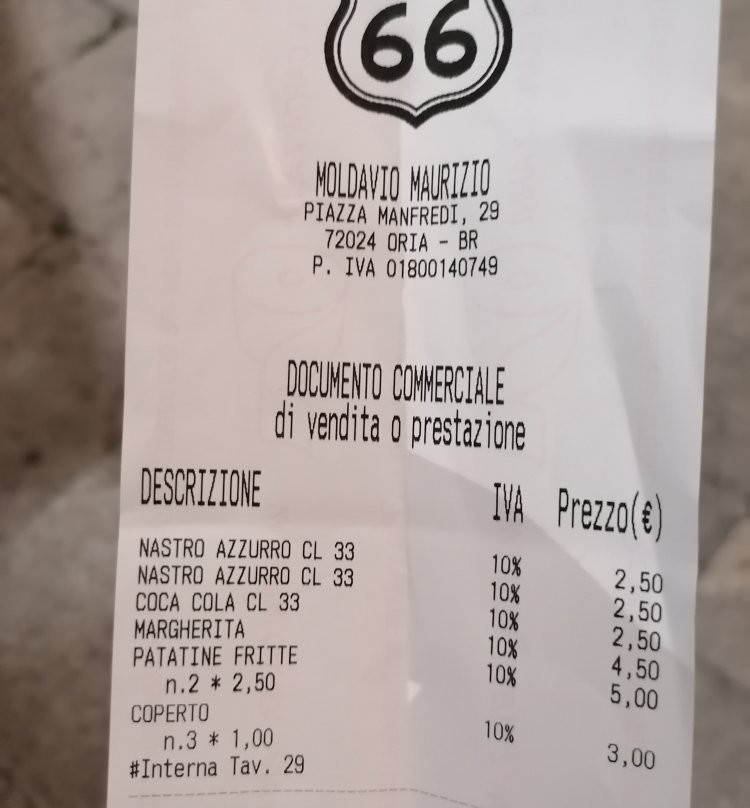 66
MOLDAVIO MAURIZIO
PIAZZA MANFREDI, 29
72024 ORIA - BR
P. IVA 01800140749
DOCUMENTO COMMERCIALE
di vendita o prestazione
DESCRIZIONE IVA Prezzo(€)
NASTRO AZZURRO CL 33 10% 2,50
NASTRO AZZURRO CL 33 10% 2,50
COCA COLA CL 33 10% 2,50
MARGHERITA 10% 4,50
PATATINE FRITTE 10% 5,00
n.2 * 2,50
COPERTO 10% 3,00
n.3 * 1,00
#Interna Tav. 29